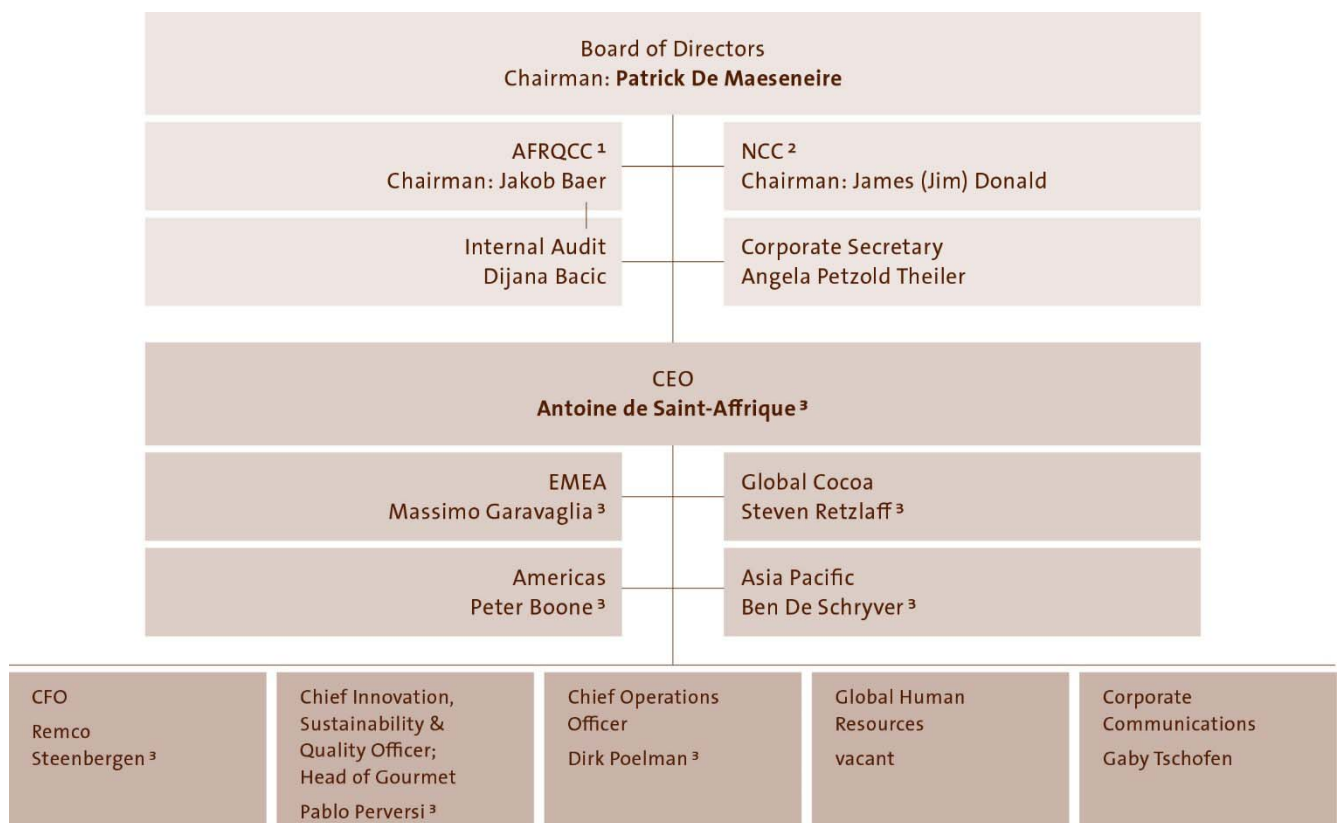 Board of Directors
Chairman: Patrick De Maeseneire
AFRQCC ¹
Chairman: Jakob Baer
NCC ²
Chairman: James (Jim) Donald
Internal Audit
Dijana Bacic
Corporate Secretary
Angela Petzold Theiler
CEO
Antoine de Saint-Affrique ³
EMEA
Massimo Garavaglia ³
Global Cocoa
Steven Retzlaff ³
Americas
Peter Boone ³
Asia Pacific
Ben De Schryver ³
CFO
Remco
Steenbergen ³
Chief Innovation,
Sustainability &
Quality Officer;
Head of Gourmet
Pablo Perversi ³
Chief Operations
Officer
Dirk Poelman ³
Global Human
Resources
vacant
Corporate
Communications
Gaby Tschofen